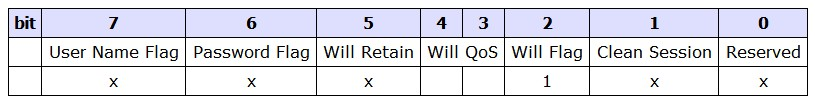 bit 7 6 5 4 3 2 1 0
User Name Flag Password Flag Will Retain Will QoS Will Flag Clean Session Reserved
x x x 1 x x